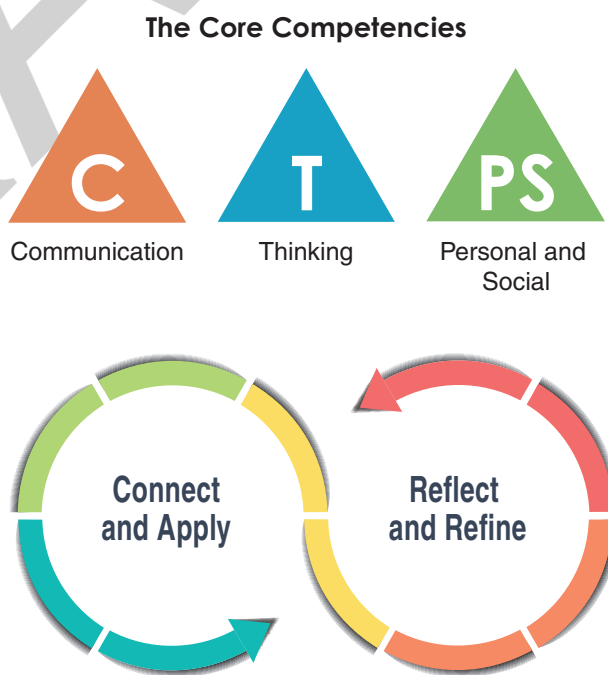 The Core Competencies
C
T
PS
Communication
Thinking
Personal and
Social
Connect
and Apply
Reflect
and Refine